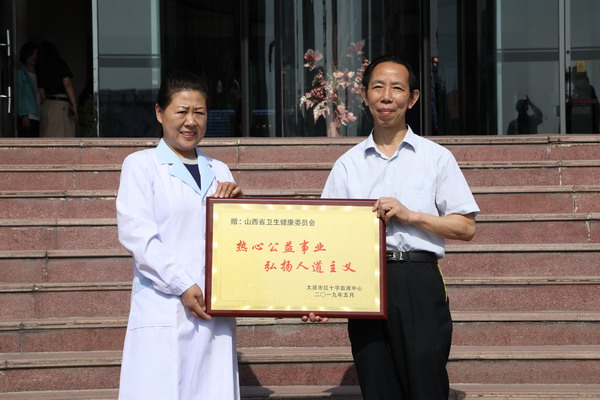 赠：山西省卫生健康委员会
热心公益事业
弘扬人道主义
太原市红十字血液中心
二〇一九年五月